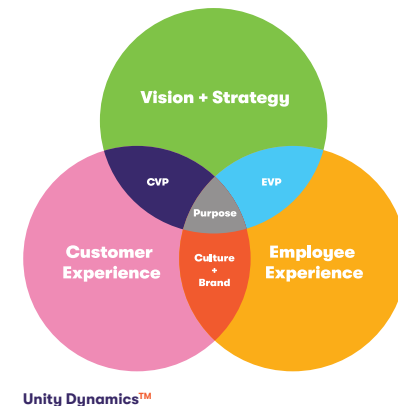 Vision + Strategy
CVP
EVP
Purpose
Customer
Experience
Culture
+
Brand
Employee
Experience
Unity Dynamics™